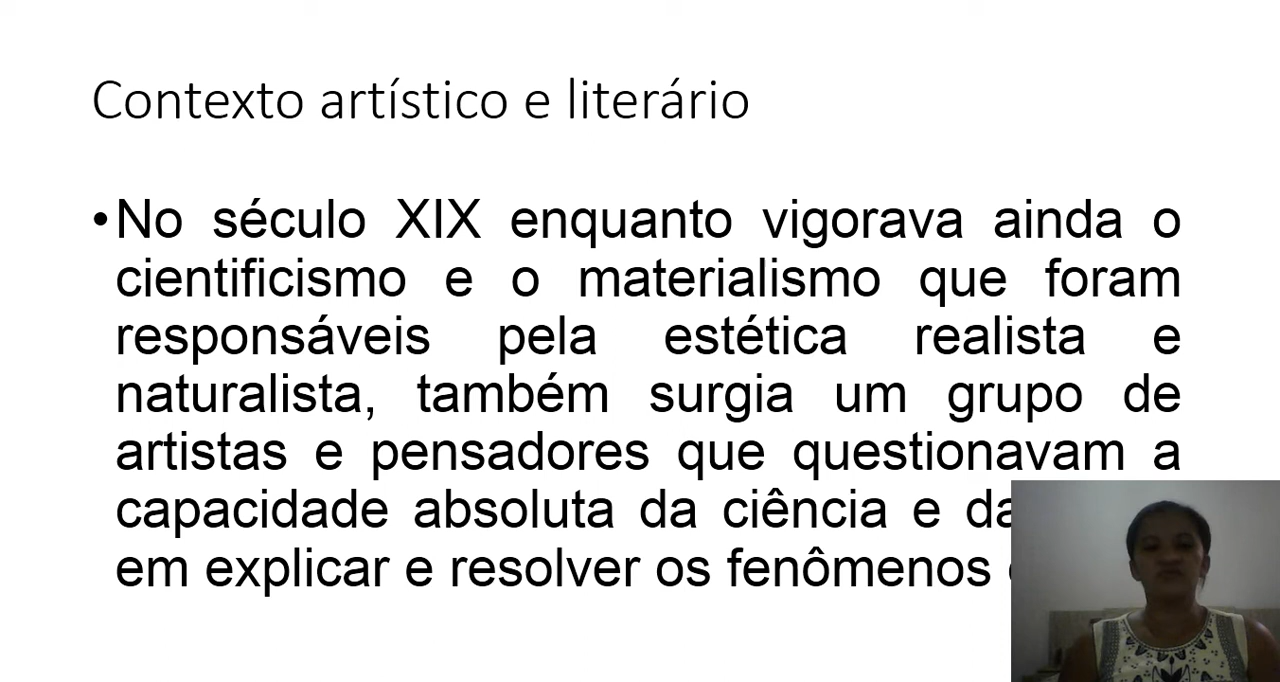 Contexto artístico e literário
•No século XIX enquanto vigorava ainda o
cientificismo e o materialismo que foram
responsáveis pela estética realista e
naturalista, também surgia um grupo de
artistas e pensadores que questionavam a
capacidade absoluta da ciência e
em explicar e resolver os fenômenos